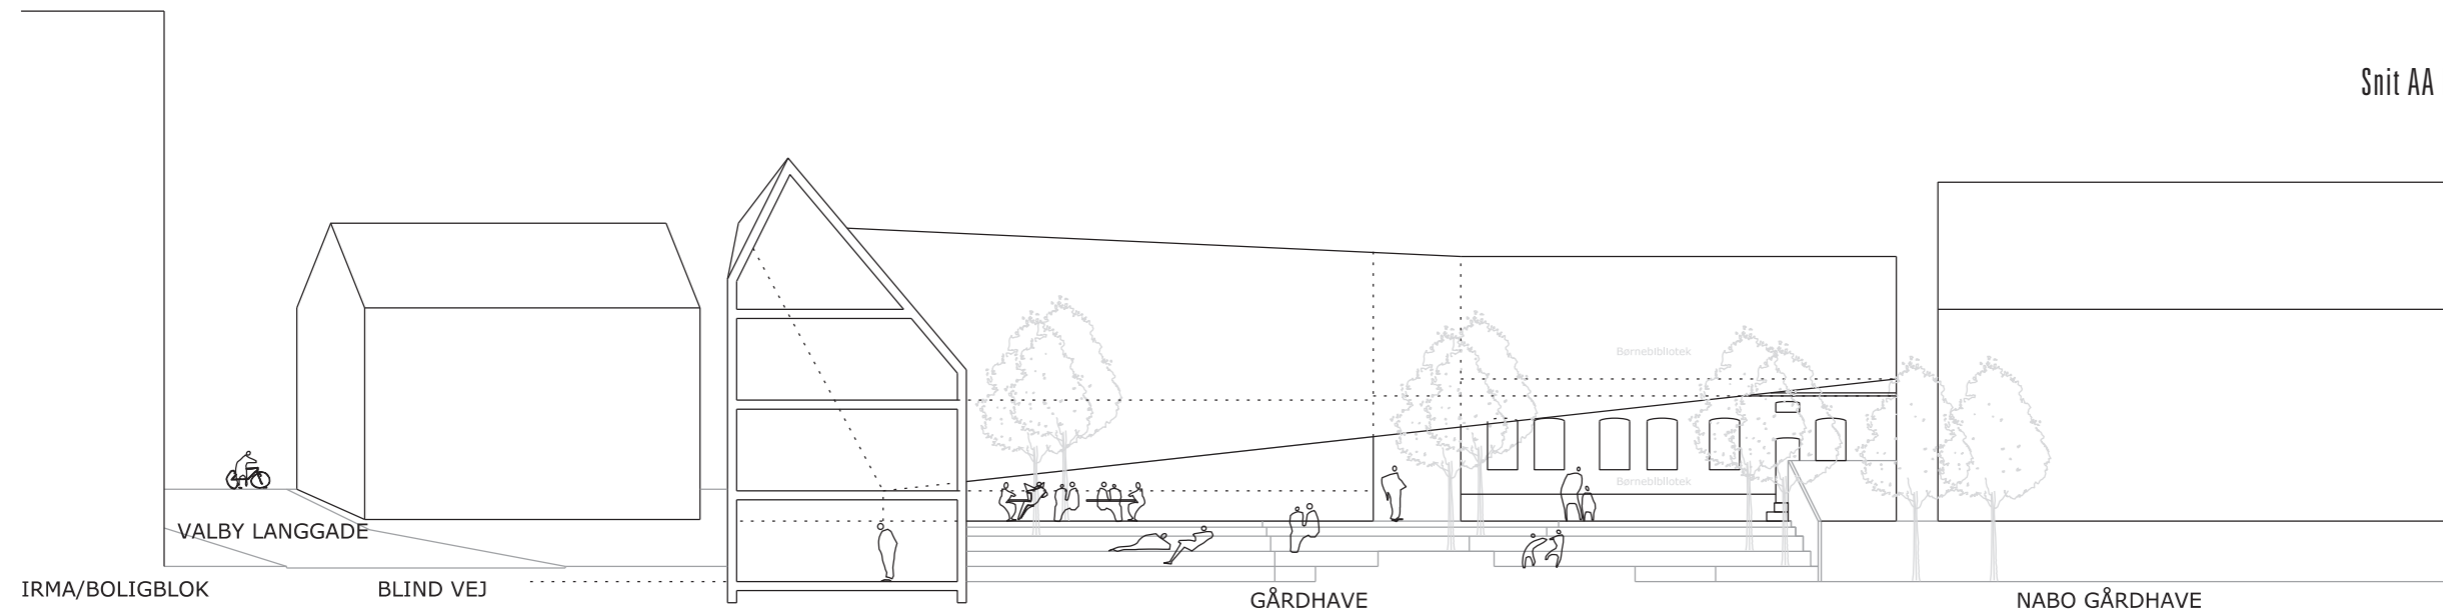 Snit AA
Børnebibliotek
Børnebibliotek
VALBY LANGGADE
IRMA/BOLIGBLOK
BLIND VEJ
GÅRDHAVE
NABO GÅRDHAVE